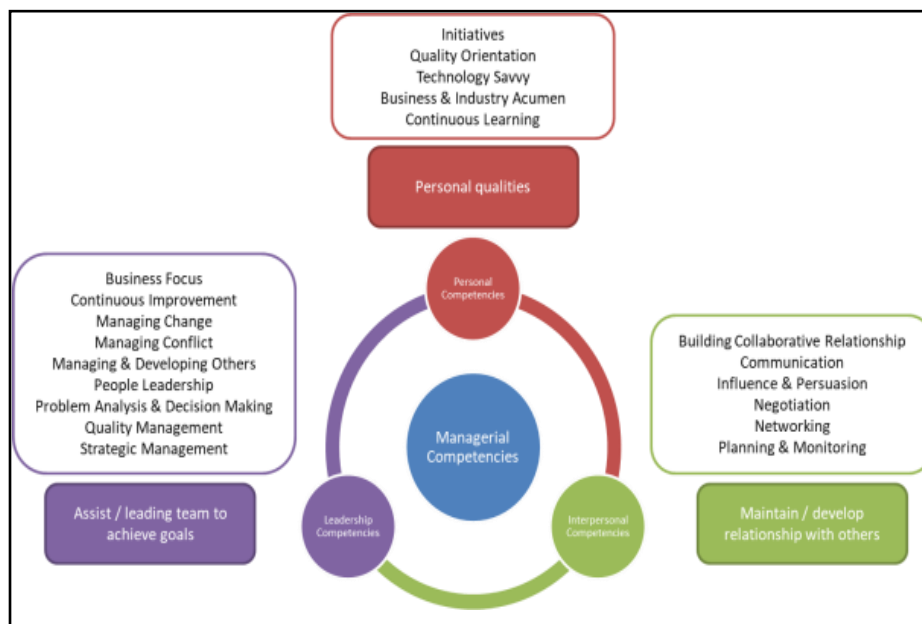 Initiatives
Quality Orientation
Technology Savvy
Business & Industry Acumen
Continuous Learning
Personal qualities
Personal
Competencies
Business Focus
Continuous Improvement
Managing Change
Managing Conflict
Managing & Developing Others
People Leadership
Problem Analysis & Decision Making
Quality Management
Strategic Management
Assist / leading team to
achieve goals
Leadership
Competencies
Managerial
Competencies
Interpersonal
Competencies
Building Collaborative Relationship
Communication
Influence & Persuasion
Negotiation
Networking
Planning & Monitoring
Maintain / develop
relationship with others